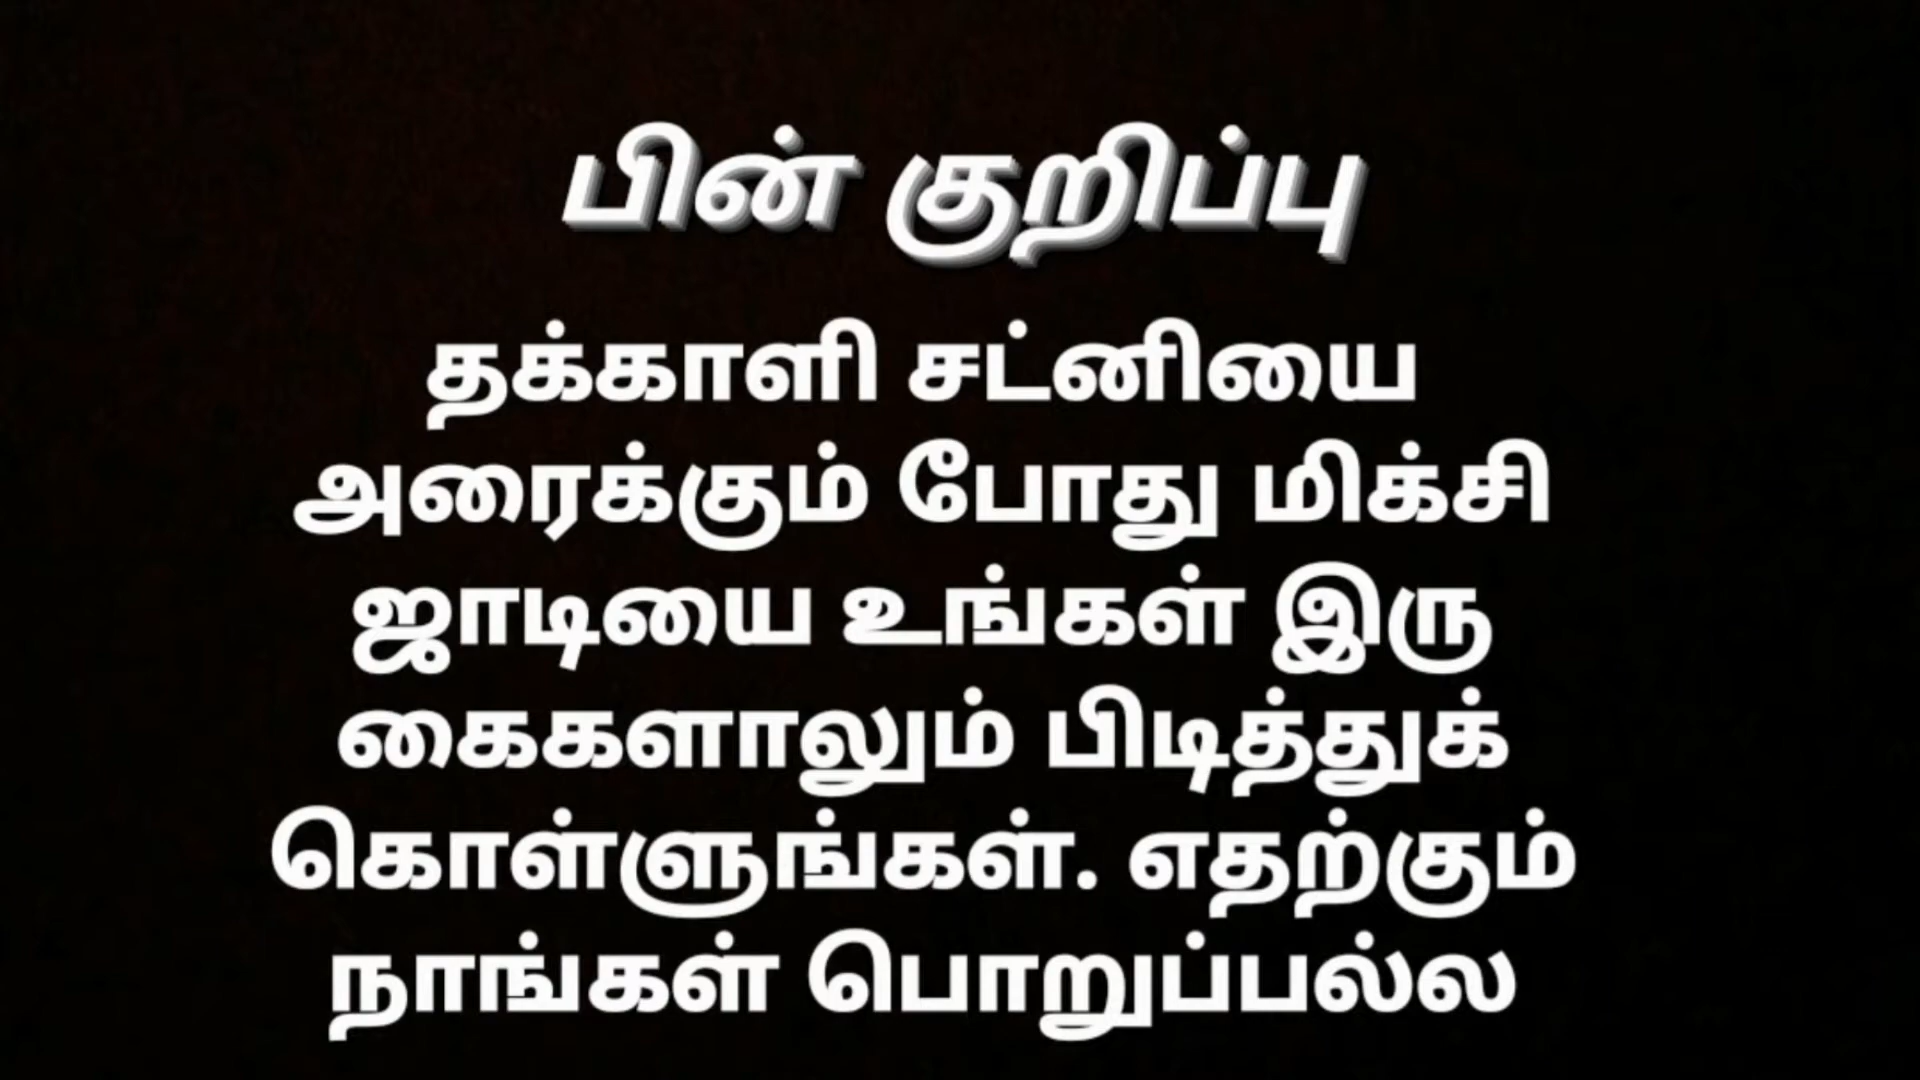 பின் குறிப்பு
தக்காளி சட்னியை
அரைக்கும் போது மிக்சி
ஜாடியை உங்கள் இரு
கைகளாலும் பிடித்துக்
கொள்ளுங்கள். எதற்கும்
நாங்கள் பொறுப்பல்ல